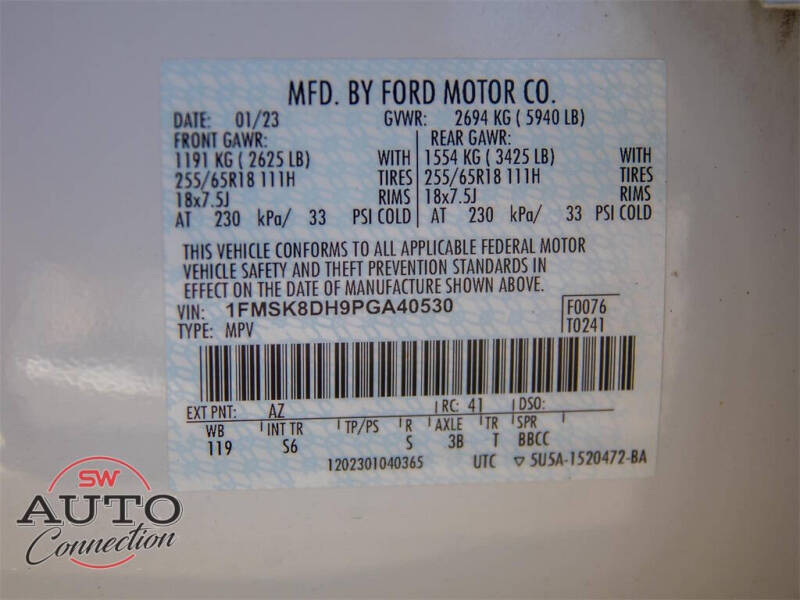 MFD. BY FORD MOTOR CO.
DATE: 01/23 GVWR: 2694 KG ( 5940 LB)
FRONT GAWR: REAR GAWR:
1191 KG ( 2625 LB) WITH 1554 KG ( 3425 LB) WITH
255/65R18 111H TIRES 255/65R18 111H TIRES
18x7.5J RIMS 18x7.5J RIMS
AT 230 kPa/ 33 PSI COLD AT 230 kPa/ 33 PSI COLD
THIS VEHICLE CONFORMS TO ALL APPLICABLE FEDERAL MOTOR
VEHICLE SAFETY AND THEFT PREVENTION STANDARDS IN
EFFECT ON THE DATE OF MANUFACTURE SHOWN ABOVE.
VIN: 1FMSK8DH9PGA40530 F0076
TYPE: MPV T0241
EXT PNT: AZ RC: 41 DSO:
WB INT TR TP/PS R AXLE TR SPR
119 S6 S 3B T BBCC
1202301040365 UTC ▽ 5U5A-1520472-BA
SW
AUTO
Connection